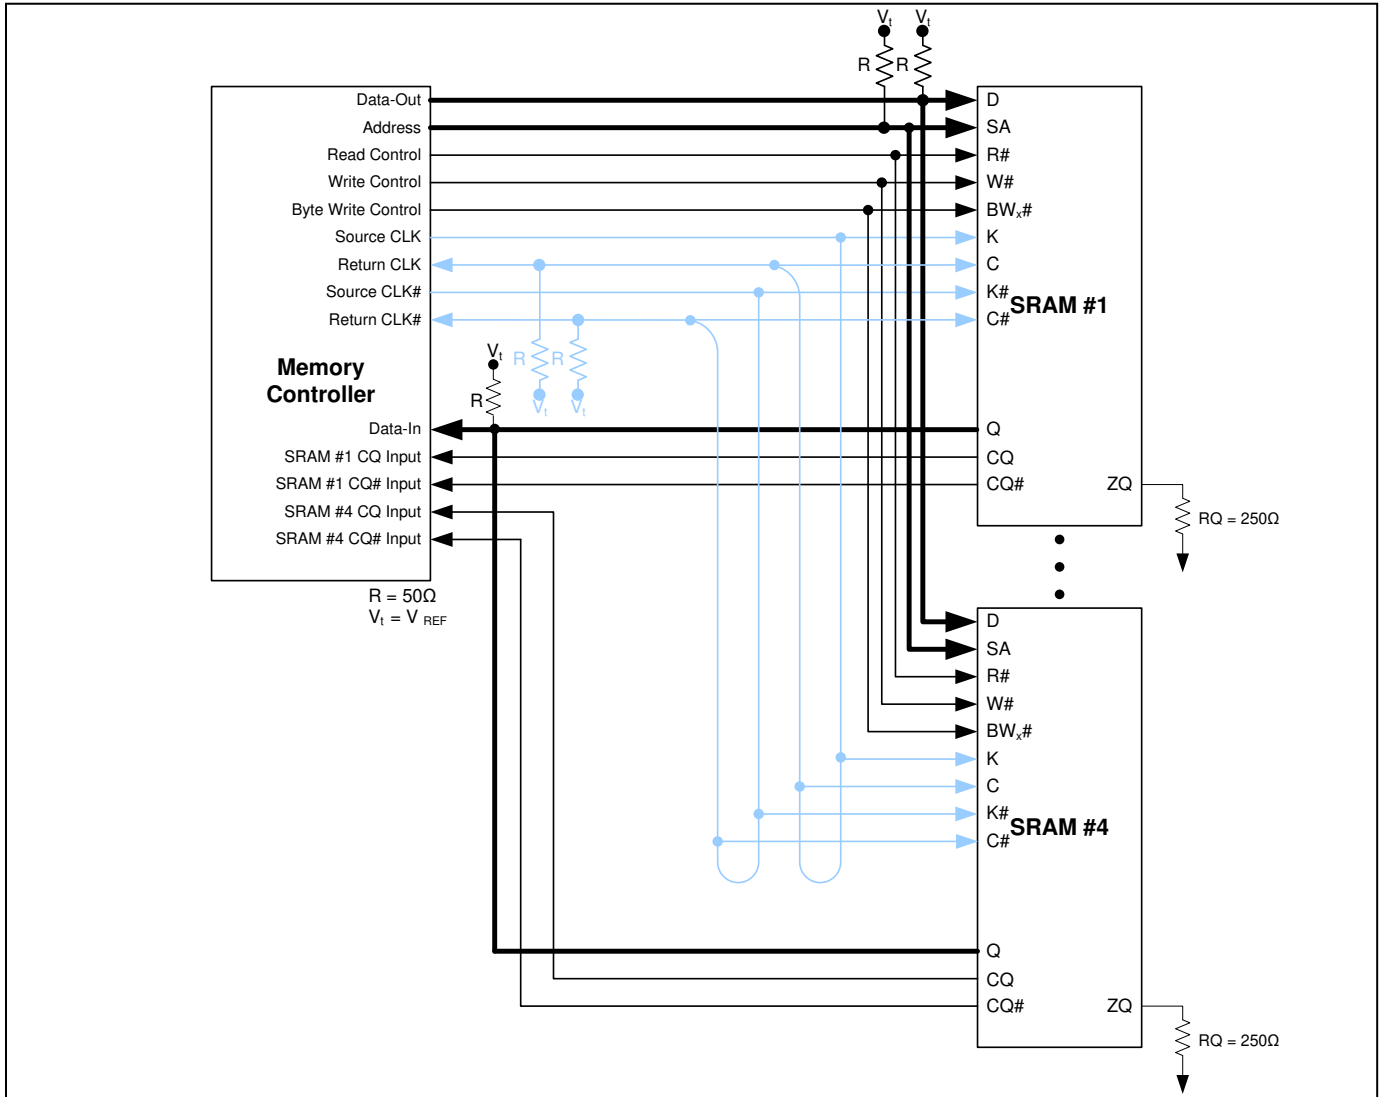 Vt Vt
R R
Data-Out
Address
Read Control
Write Control
Byte Write Control
Source CLK
Return CLK
Source CLK#
Return CLK#
Memory
Controller
Data-In
SRAM #1 CQ Input
SRAM #1 CQ# Input
SRAM #4 CQ Input
SRAM #4 CQ# Input
R = 50Ω
Vt = V REF
Vt
R
R R
Vt Vt
D
SA
R#
W#
BWx#
K
C
K#
SRAM #1
C#
Q
CQ
CQ# ZQ
RQ = 250Ω
D
SA
R#
W#
BWx#
K
C
K#
SRAM #4
C#
Q
CQ
CQ# ZQ
RQ = 250Ω